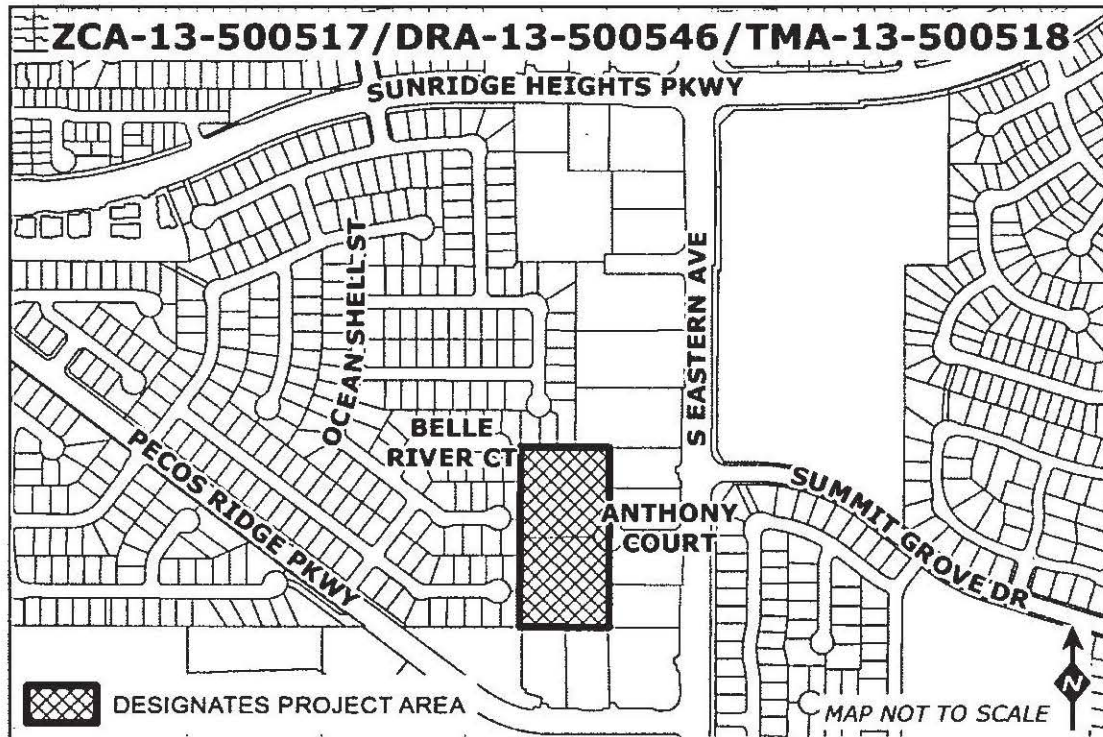 ZCA-13-500517/DRA-13-500546/TMA-13-500518
SUNRIDGE HEIGHTS PKWY
OCEAN SHELL ST
S EASTERN AVE
BELLE
RIVER CT
PECOS RIDGE PKWY
ANTHONY
COURT
SUMMIT GROVE DR
DESIGNATES PROJECT AREA
N
MAP NOT TO SCALE